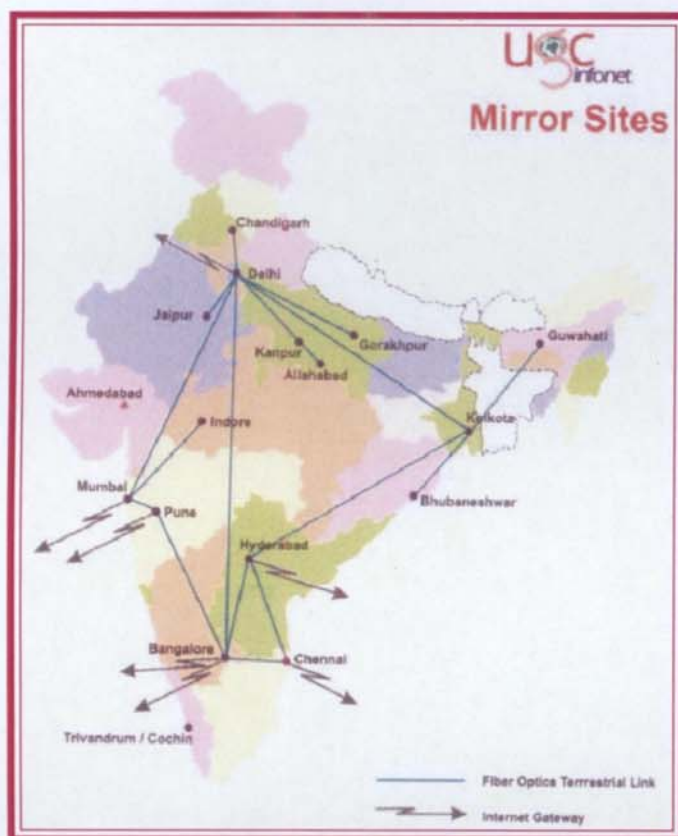 UGC
infonet
Mirror Sites
Chandigarh
Delhi
Jaipur
Kanpur
Gorakhpur
Allahabad
Guwahati
Ahmedabad
Indore
Kolkota
Mumbai
Pune
Bhubaneshwar
Hyderabad
Bangalore
Chennai
Trivandrum / Cochin
Fiber Optics Terrrestrial Link
Internet Gateway